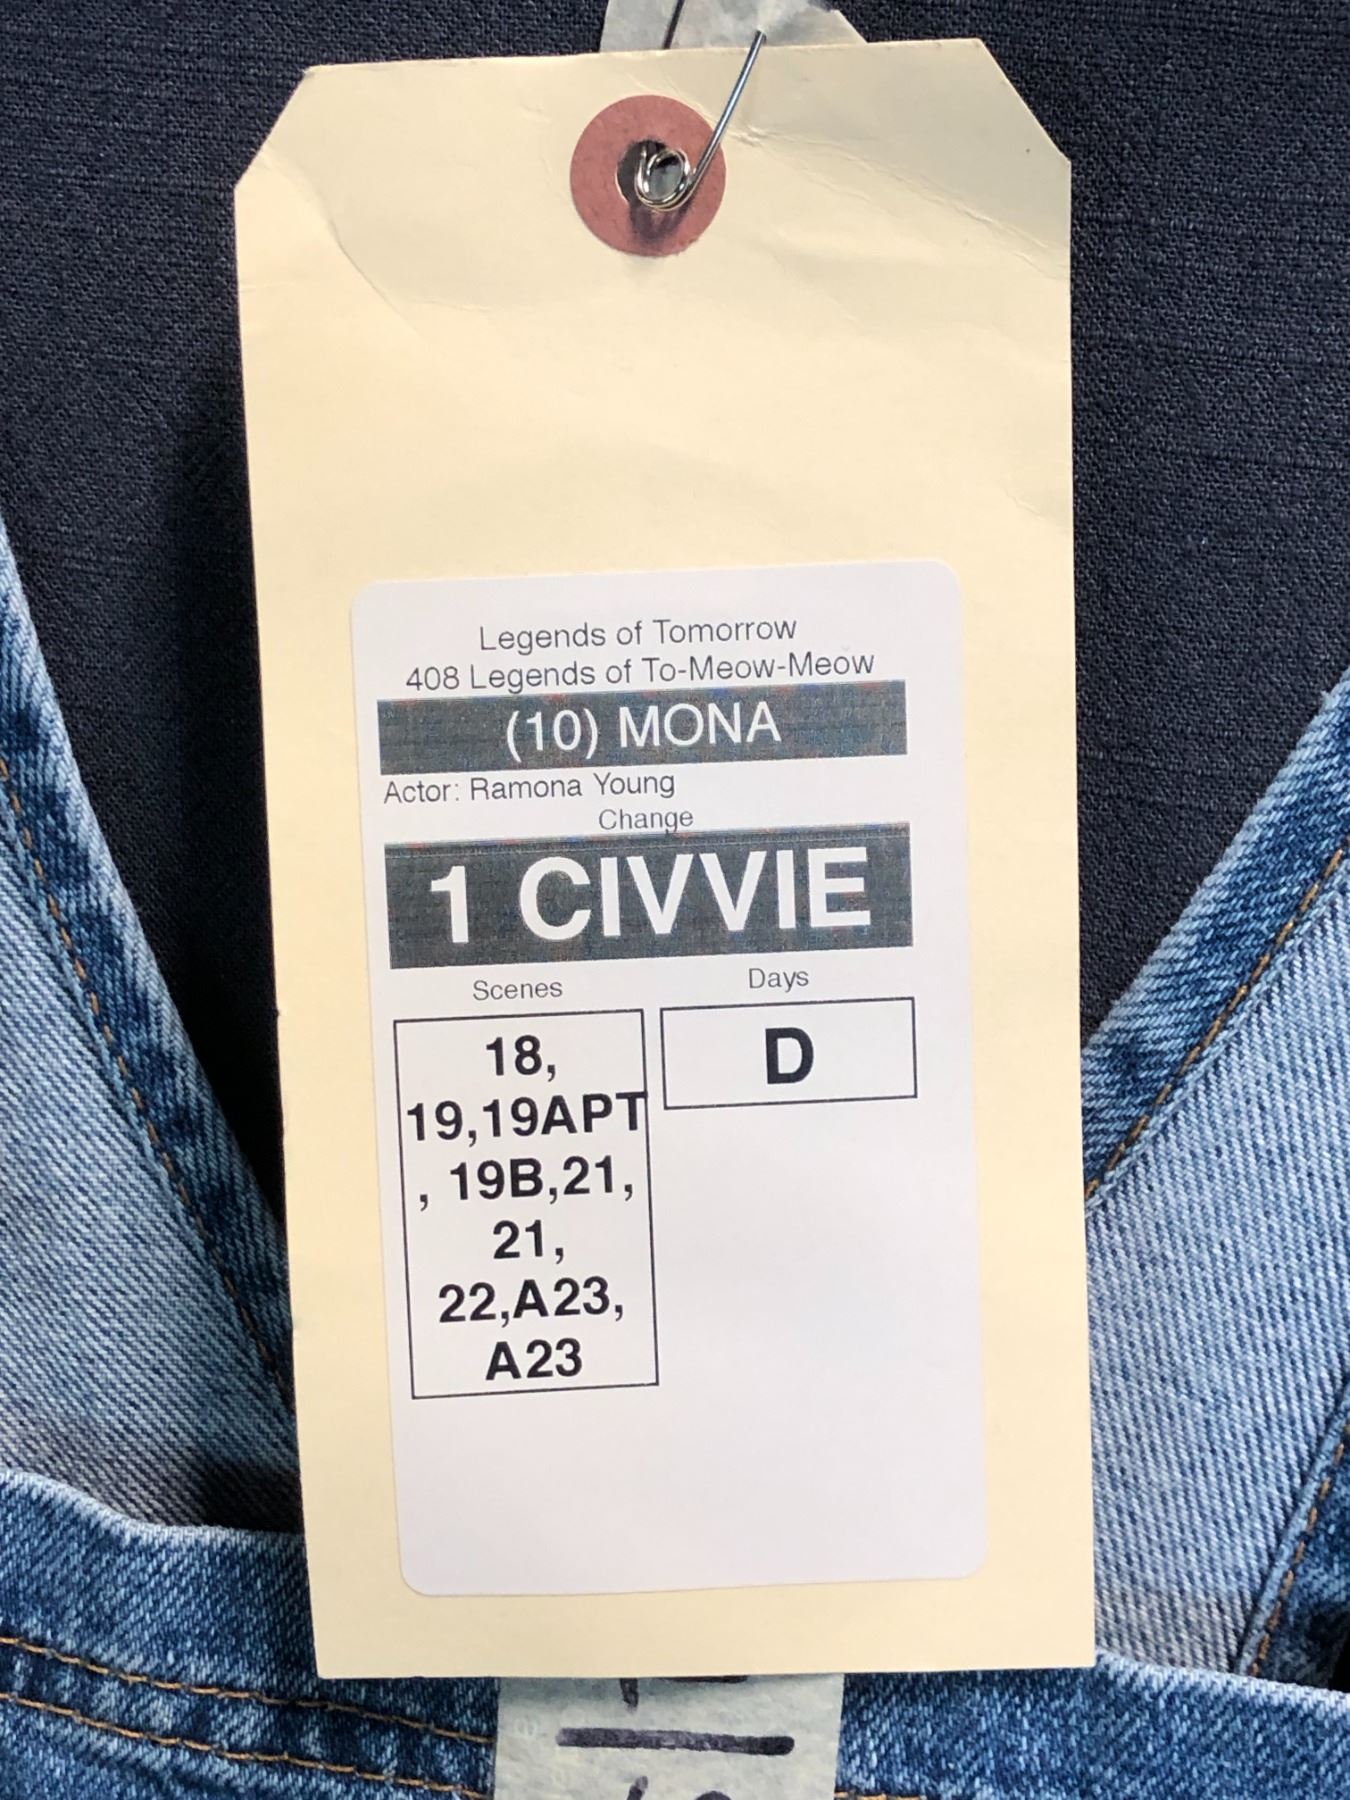 Legends of Tomorrow
408 Legends of To-Meow-Meow
(10) MONA
Actor: Ramona Young
Change
1 CIVVIE
Scenes
Days
18,
19,19APT
, 19B,21,
21,
22,A23,
A23
D